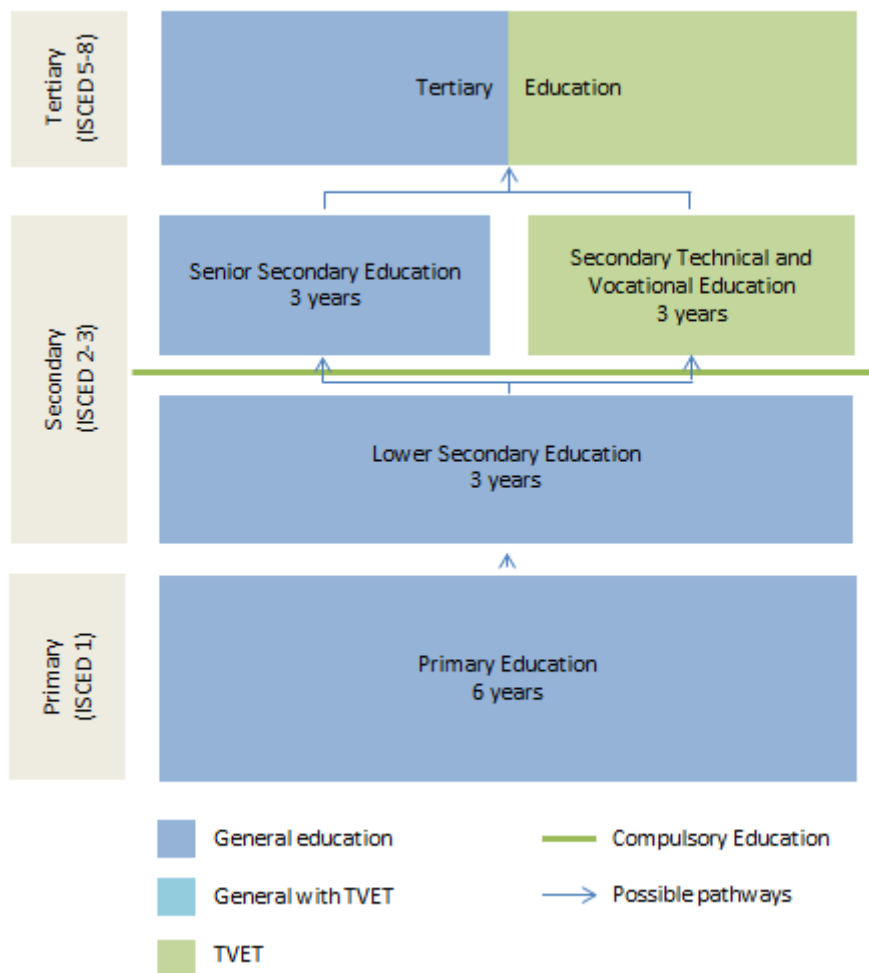 Tertiary
(ISCED 5-8)
Tertiary Education
Secondary
(ISCED 2-3)
Senior Secondary Education
3 years
Secondary Technical and
Vocational Education
3 years
Lower Secondary Education
3 years
Primary
(ISCED 1)
Primary Education
6 years
General education
Compulsory Education
General with TVET
Possible pathways
TVET